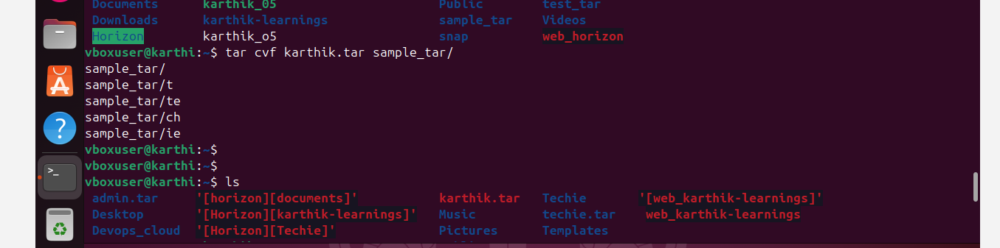 Documents karthik_05 Public test_tar
Downloads karthik-learnings sample_tar Videos
Horizon karthik_o5 snap web_horizon
vboxuser@karthi:~$ tar cvf karthik.tar sample_tar/
sample_tar/
sample_tar/t
sample_tar/te
sample_tar/ch
sample_tar/ie
vboxuser@karthi:~$
vboxuser@karthi:~$
vboxuser@karthi:~$ ls
admin.tar '[horizon][documents]' karthik.tar Techie '[web_karthik-learnings]'
Desktop '[Horizon][karthik-learnings]' Music techie.tar web_karthik-learnings
Devops_cloud '[Horizon][Techie]' Pictures Templates